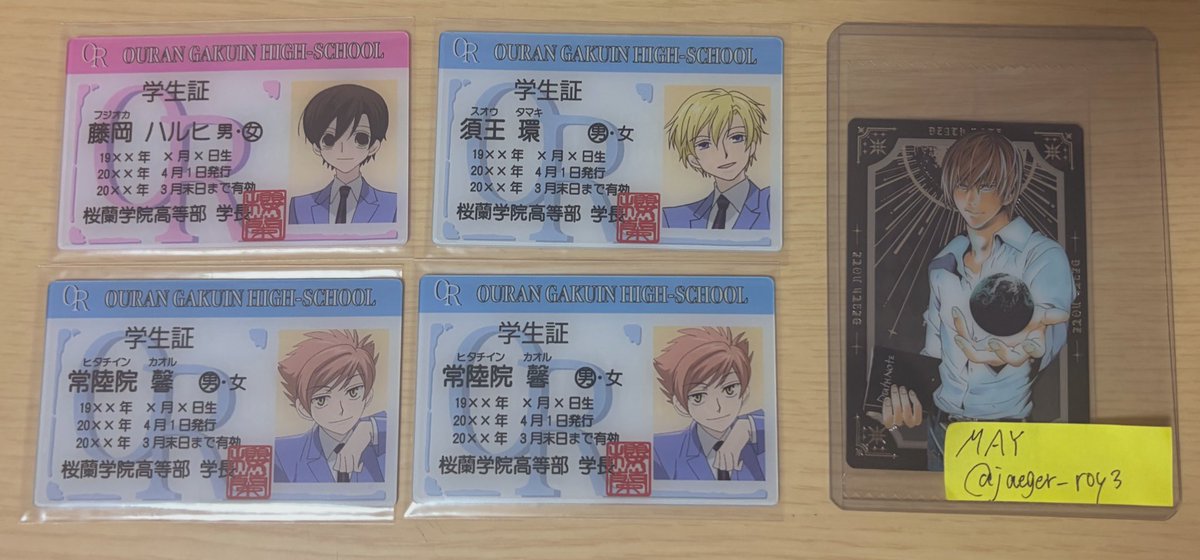 OR OURAN GAKUIN HIGH-SCHOOL
学生証
フジオカ
藤岡 ハルヒ 男・女
19××年 ×月×日生
20××年 4月1日発行
20××年 3月末日まで有効
桜蘭学院高等部 学長
OR OURAN GAKUIN HIGH-SCHOOL
学生証
スオウ タマキ
須王 環 男・女
19××年 ×月×日生
20××年 4月1日発行
20××年 3月末日まで有効
桜蘭学院高等部 学長
OR OURAN GAKUIN HIGH-SCHOOL
学生証
ヒタチイン カオル
常陸院 馨 男・女
19××年 ×月×日生
20××年 4月1日発行
20××年 3月末日まで有効
桜蘭学院高等部 学長
OR OURAN GAKUIN HIGH-SCHOOL
学生証
ヒタチイン カオル
常陸院 馨 男・女
19××年 ×月×日生
20××年 4月1日発行
20××年 3月末日まで有効
桜蘭学院高等部 学長
DEATH NOTE
Death Note
MAY
@jaeger_roy3